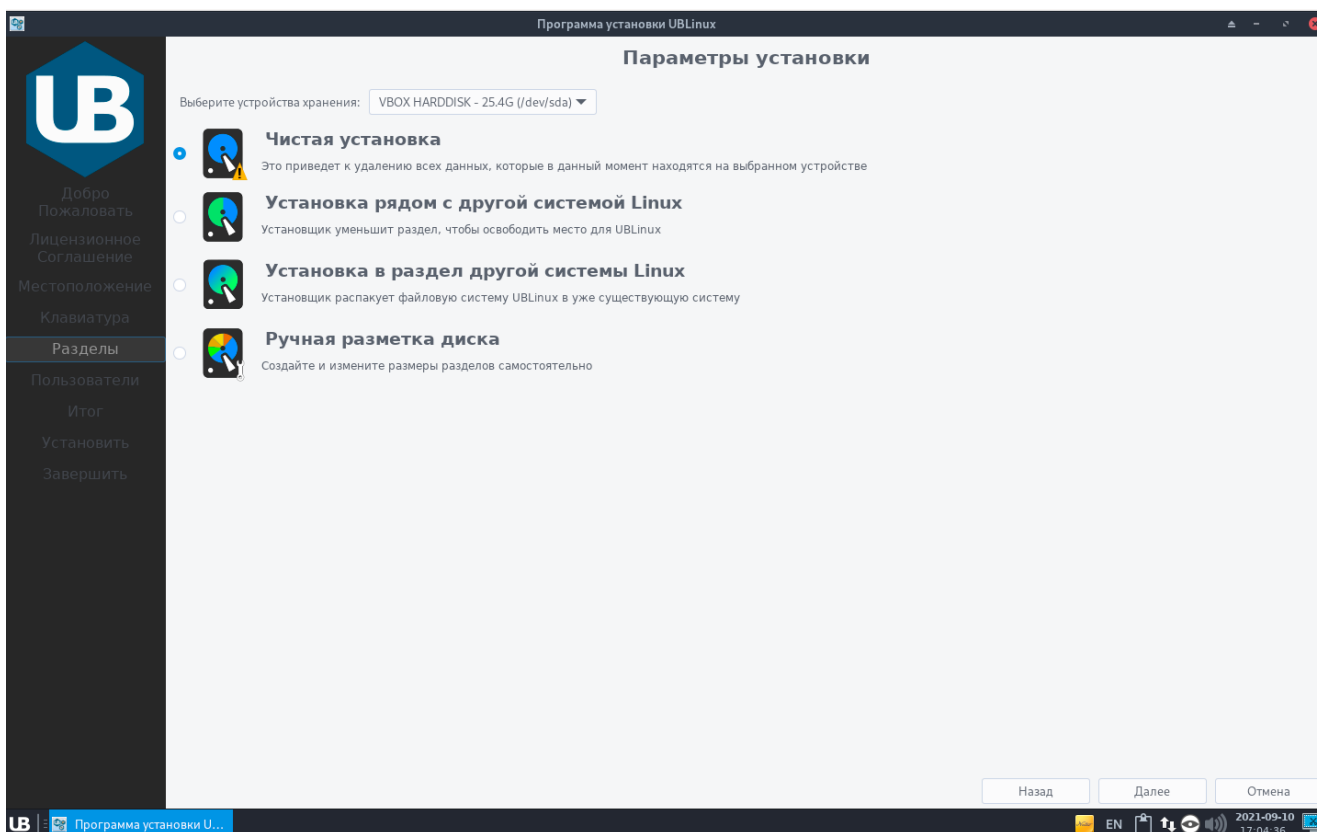 Программа установки UBLinux
Параметры установки
UB
Выберите устройства хранения: VBOX HARDDISK - 25.4G (/dev/sda)
Чистая установка
Это приведет к удалению всех данных, которые в данный момент находятся на выбранном устройстве
Установка рядом с другой системой Linux
Установщик уменьшит раздел, чтобы освободить место для UBLinux
Установка в раздел другой системы Linux
Установщик распакует файловую систему UBLinux в уже существующую систему
Ручная разметка диска
Создайте и измените размеры разделов самостоятельно
Добро
Пожаловать
Лицензионное
Соглашение
Местоположение
Клавиатура
Разделы
Пользователи
Итог
Установить
Завершить
Назад Далее Отмена
UB Программа установки U... EN 2021-09-10
17:04:36